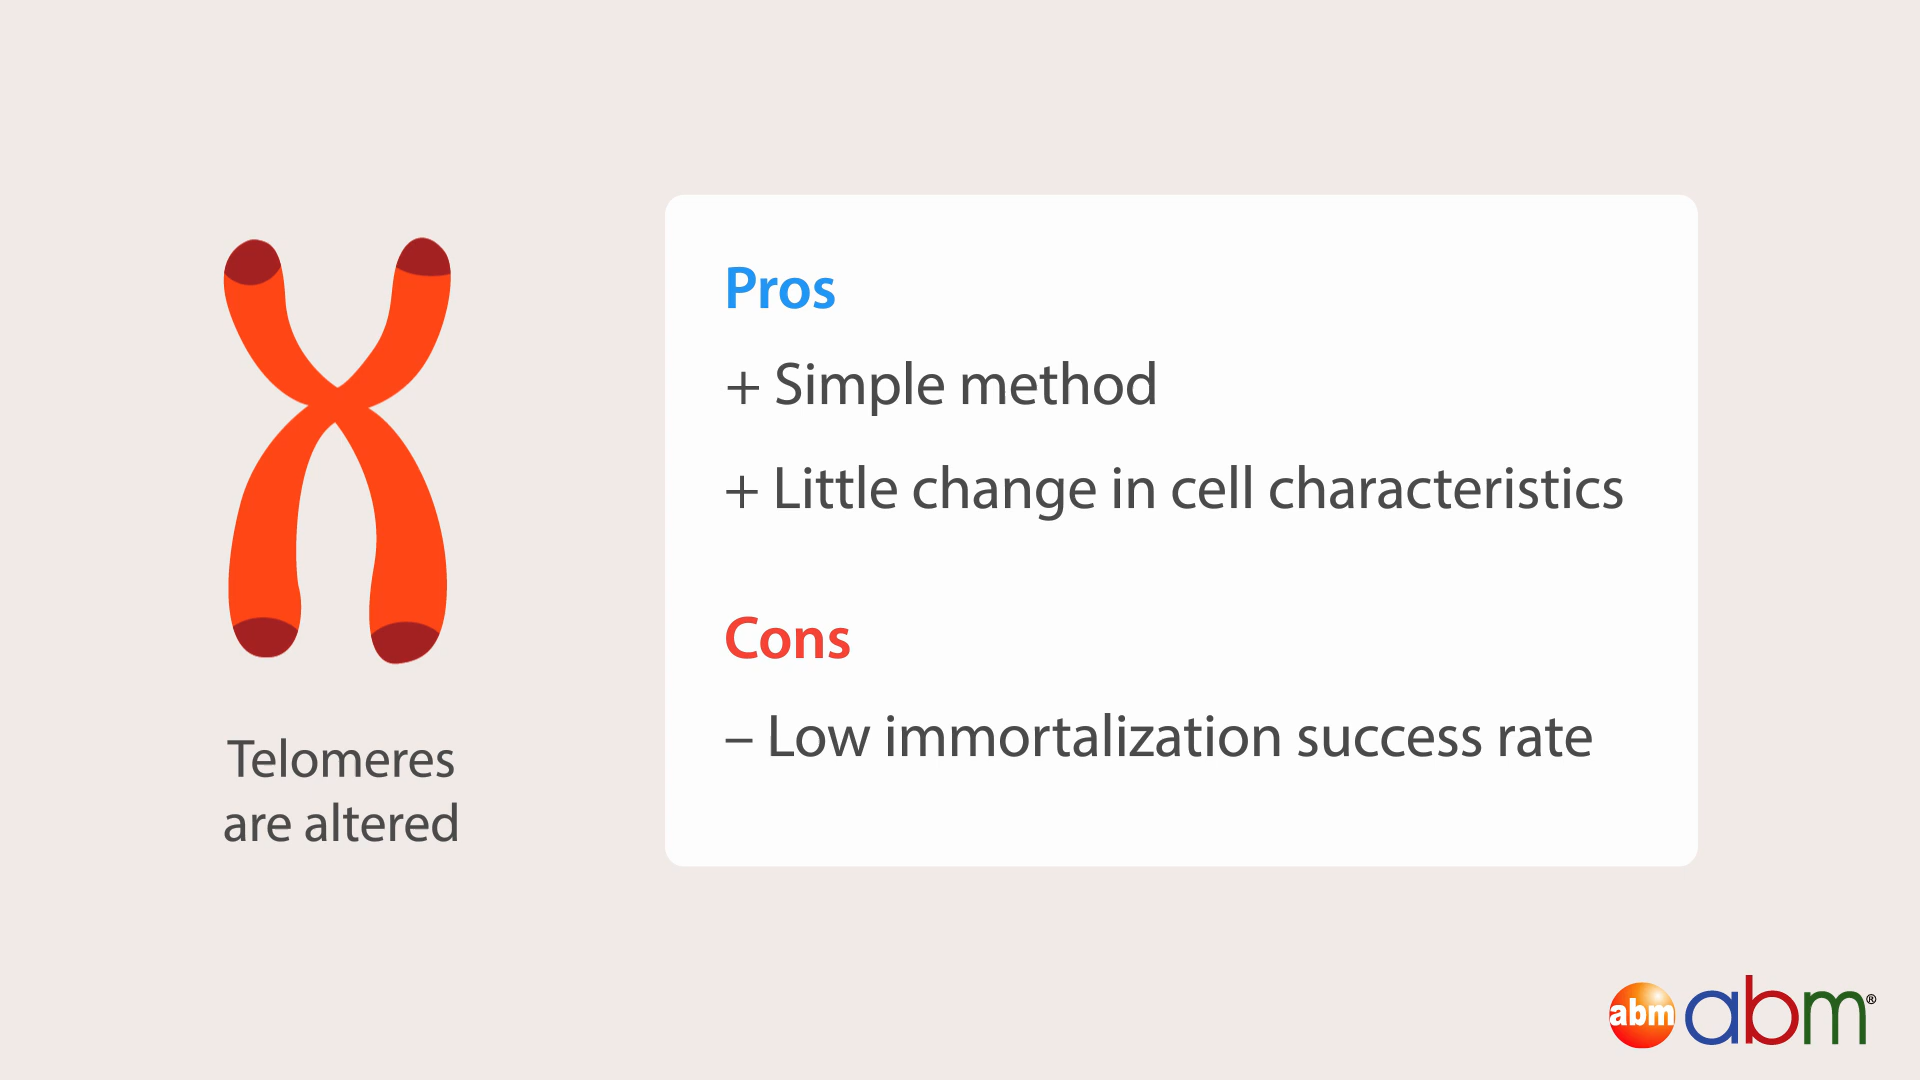 Pros
+ Simple method
+ Little change in cell characteristics
Cons
– Low immortalization success rate
Telomeres
are altered
abm abm®